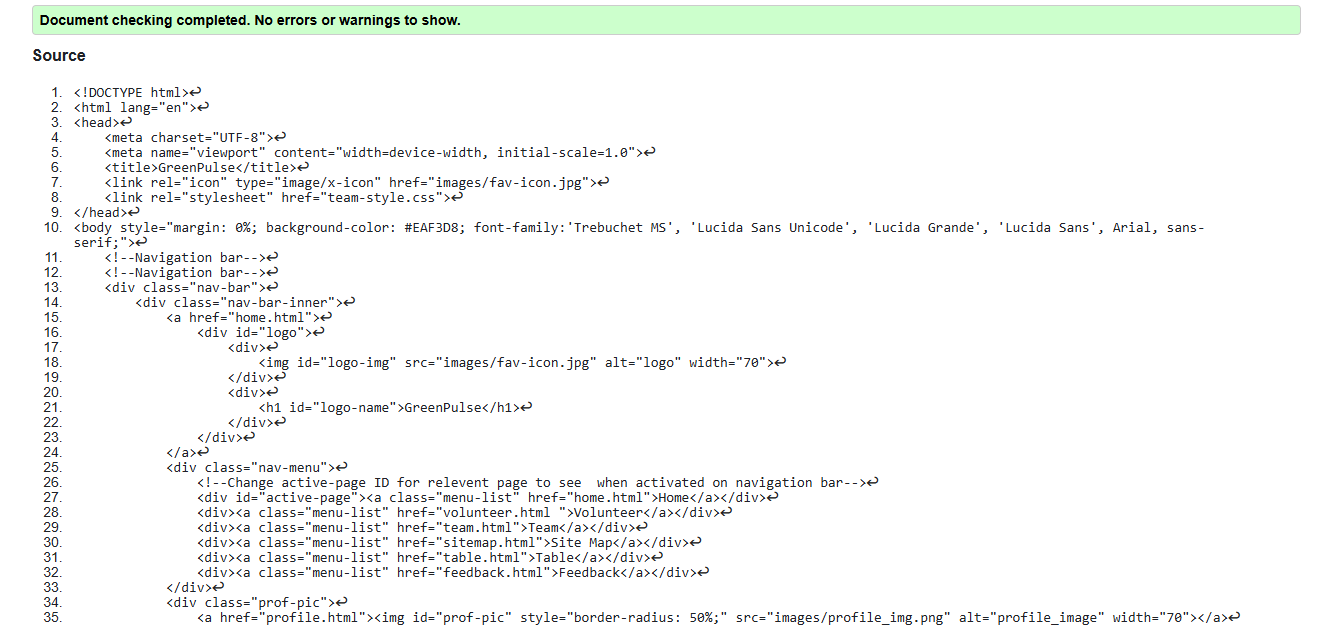 Document checking completed. No errors or warnings to show.
Source
1. <!DOCTYPE html>↩
2. <html lang="en">↩
3. <head>↩
4.     <meta charset="UTF-8">↩
5.     <meta name="viewport" content="width=device-width, initial-scale=1.0">↩
6.     <title>GreenPulse</title>↩
7.     <link rel="icon" type="image/x-icon" href="images/fav-icon.jpg">↩
8.     <link rel="stylesheet" href="team-style.css">↩
9. </head>↩
10. <body style="margin: 0%; background-color: #EAF3D8; font-family:'Trebuchet MS', 'Lucida Sans Unicode', 'Lucida Grande', 'Lucida Sans', Arial, sans-
serif;">↩
11.     <!--Navigation bar-->↩
12.     <!--Navigation bar-->↩
13.     <div class="nav-bar">↩
14.         <div class="nav-bar-inner">↩
15.             <a href="home.html">↩
16.                 <div id="logo">↩
17.                     <div>↩
18.                         <img id="logo-img" src="images/fav-icon.jpg" alt="logo" width="70">↩
19.                     </div>↩
20.                     <div>↩
21.                         <h1 id="logo-name">GreenPulse</h1>↩
22.                     </div>↩
23.                 </div>↩
24.             </a>↩
25.             <div class="nav-menu">↩
26.                 <!--Change active-page ID for relevent page to see  when activated on navigation bar-->↩
27.                 <div id="active-page"><a class="menu-list" href="home.html">Home</a></div>↩
28.                 <div><a class="menu-list" href="volunteer.html ">Volunteer</a></div>↩
29.                 <div><a class="menu-list" href="team.html">Team</a></div>↩
30.                 <div><a class="menu-list" href="sitemap.html">Site Map</a></div>↩
31.                 <div><a class="menu-list" href="table.html">Table</a></div>↩
32.                 <div><a class="menu-list" href="feedback.html">Feedback</a></div>↩
33.             </div>↩
34.             <div class="prof-pic">↩
35.                 <a href="profile.html"><img id="prof-pic" style="border-radius: 50%;" src="images/profile_img.png" alt="profile_image" width="70"></a>↩